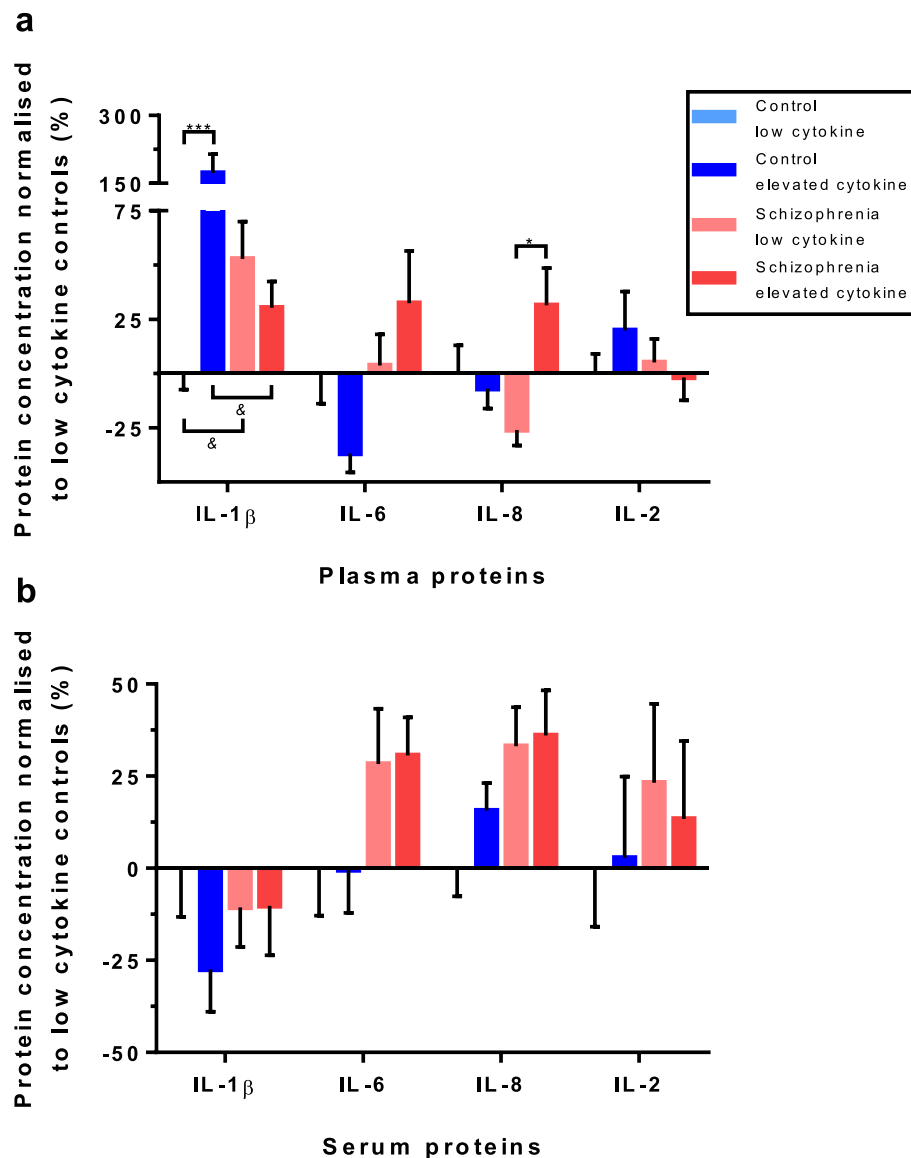 a
Protein concentration normalised
to low cytokine controls (%)
300
150
75
25
-25
***
&
&
*
Control
low cytokine
Control
elevated cytokine
Schizophrenia
low cytokine
Schizophrenia
elevated cytokine
IL-1β IL-6 IL-8 IL-2
Plasma proteins
b
Protein concentration normalised
to low cytokine controls (%)
50
25
0
-25
-50
IL-1β IL-6 IL-8 IL-2
Serum proteins